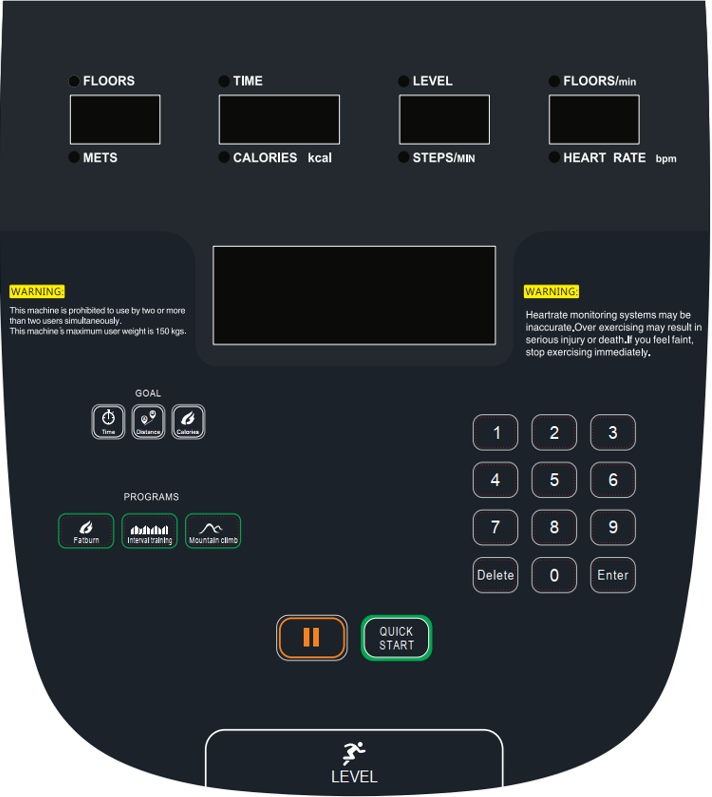 FLOORS TIME LEVEL FLOORS/min
METS CALORIES kcal STEPS/MIN HEART RATE bpm
WARNING:
This machine is prohibited to use by two or more
than two users simultaneously.
This machine's maximum user weight is 150 kgs.
WARNING:
Heartrate monitoring systems may be
inaccurate.Over exercising may result in
serious injury or death.If you feel faint,
stop exercising immediately.
GOAL
Time Distance Calories
PROGRAMS
Fatburn Interval training Mountain climb
1 2 3
4 5 6
7 8 9
Delete 0 Enter
QUICK
START
LEVEL